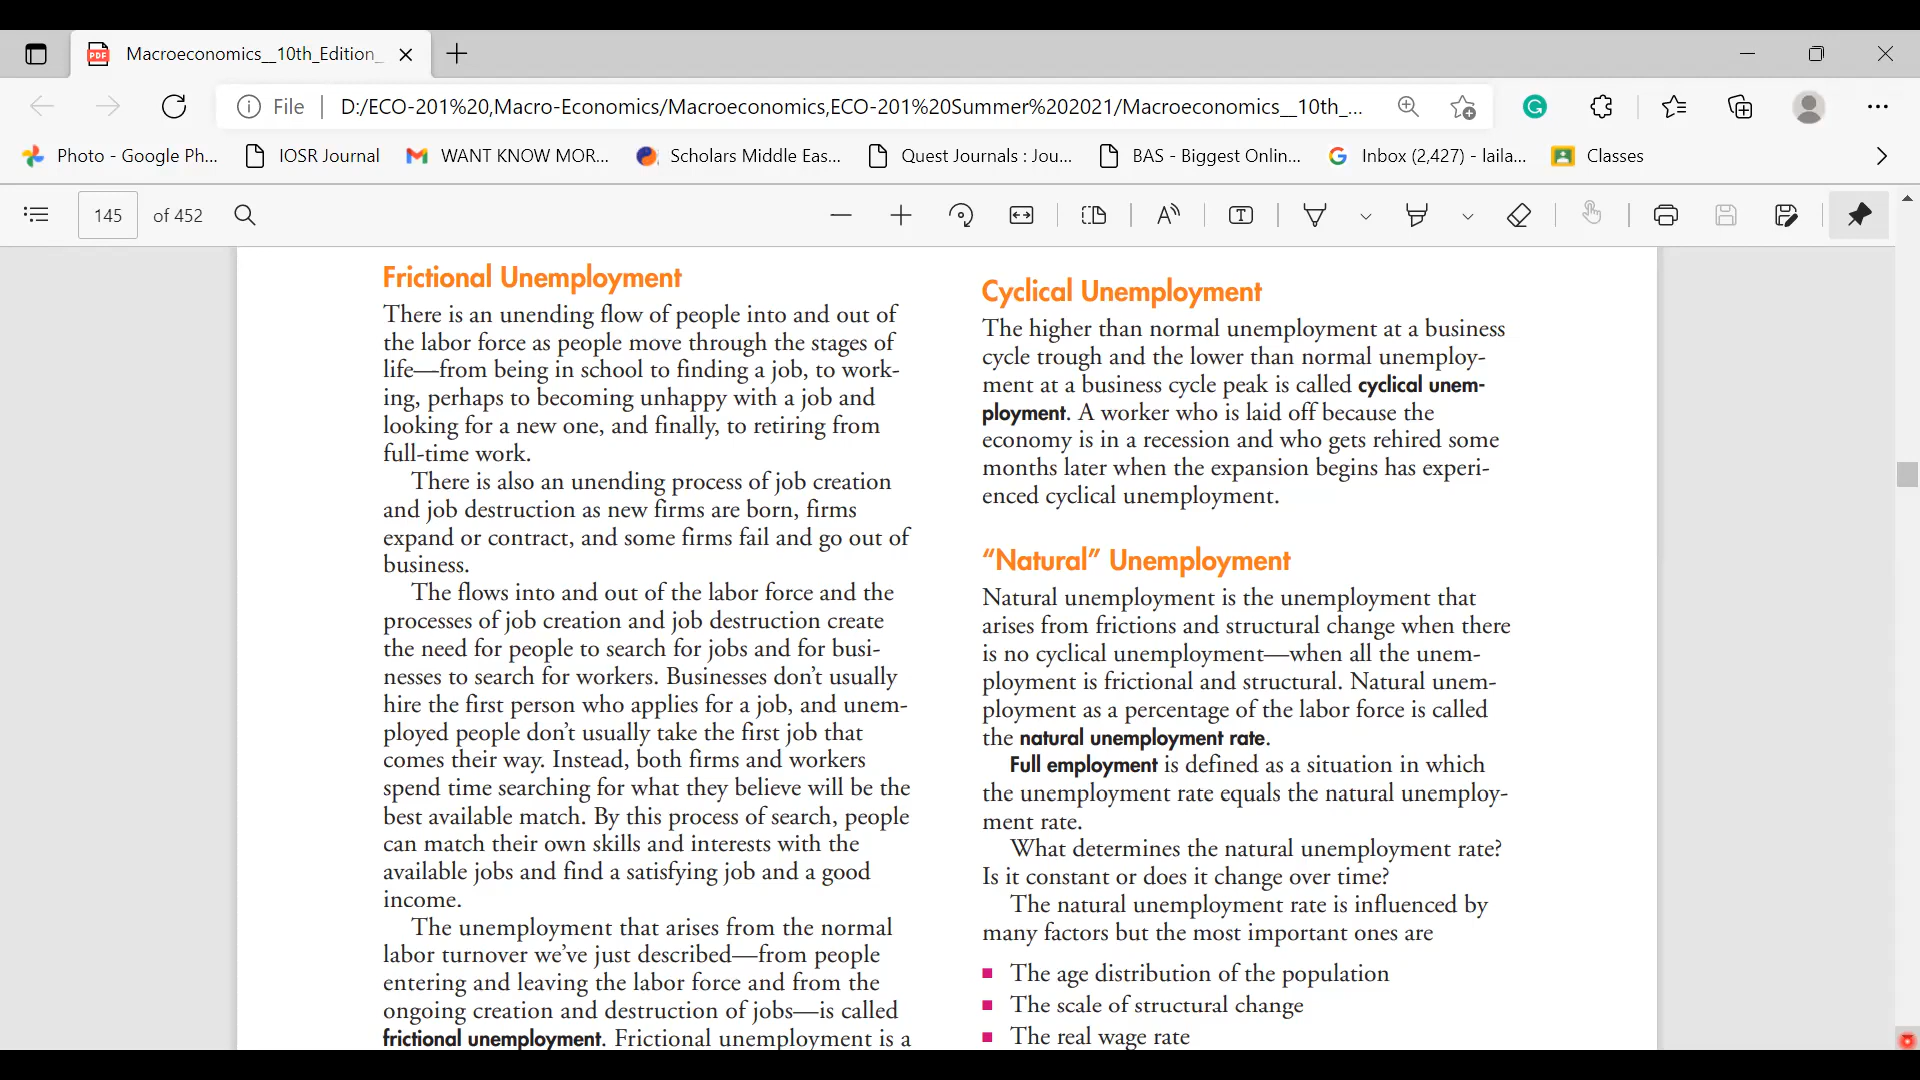 Macroeconomics__10th_Edition_
File
D:/ECO-201%20,Macro-Economics/Macroeconomics,ECO-201%20Summer%202021/Macroeconomics__10th_...
Photo - Google Ph...
IOSR Journal
WANT KNOW MOR...
Scholars Middle Eas...
Quest Journals : Jou...
BAS - Biggest Onlin...
Inbox (2,427) - laila...
Classes
145 of 452
Frictional Unemployment
There is an unending flow of people into and out of
the labor force as people move through the stages of
life—from being in school to finding a job, to work-
ing, perhaps to becoming unhappy with a job and
looking for a new one, and finally, to retiring from
full-time work.
There is also an unending process of job creation
and job destruction as new firms are born, firms
expand or contract, and some firms fail and go out of
business.
The flows into and out of the labor force and the
processes of job creation and job destruction create
the need for people to search for jobs and for busi-
nesses to search for workers. Businesses don't usually
hire the first person who applies for a job, and unem-
ployed people don't usually take the first job that
comes their way. Instead, both firms and workers
spend time searching for what they believe will be the
best available match. By this process of search, people
can match their own skills and interests with the
available jobs and find a satisfying job and a good
income.
The unemployment that arises from the normal
labor turnover we've just described—from people
entering and leaving the labor force and from the
ongoing creation and destruction of jobs—is called
frictional unemployment. Frictional unemployment is a
Cyclical Unemployment
The higher than normal unemployment at a business
cycle trough and the lower than normal unemploy-
ment at a business cycle peak is called cyclical unem-
ployment. A worker who is laid off because the
economy is in a recession and who gets rehired some
months later when the expansion begins has experi-
enced cyclical unemployment.
“Natural” Unemployment
Natural unemployment is the unemployment that
arises from frictions and structural change when there
is no cyclical unemployment—when all the unem-
ployment is frictional and structural. Natural unem-
ployment as a percentage of the labor force is called
the natural unemployment rate.
Full employment is defined as a situation in which
the unemployment rate equals the natural unemploy-
ment rate.
What determines the natural unemployment rate?
Is it constant or does it change over time?
The natural unemployment rate is influenced by
many factors but the most important ones are
■ The age distribution of the population
■ The scale of structural change
■ The real wage rate